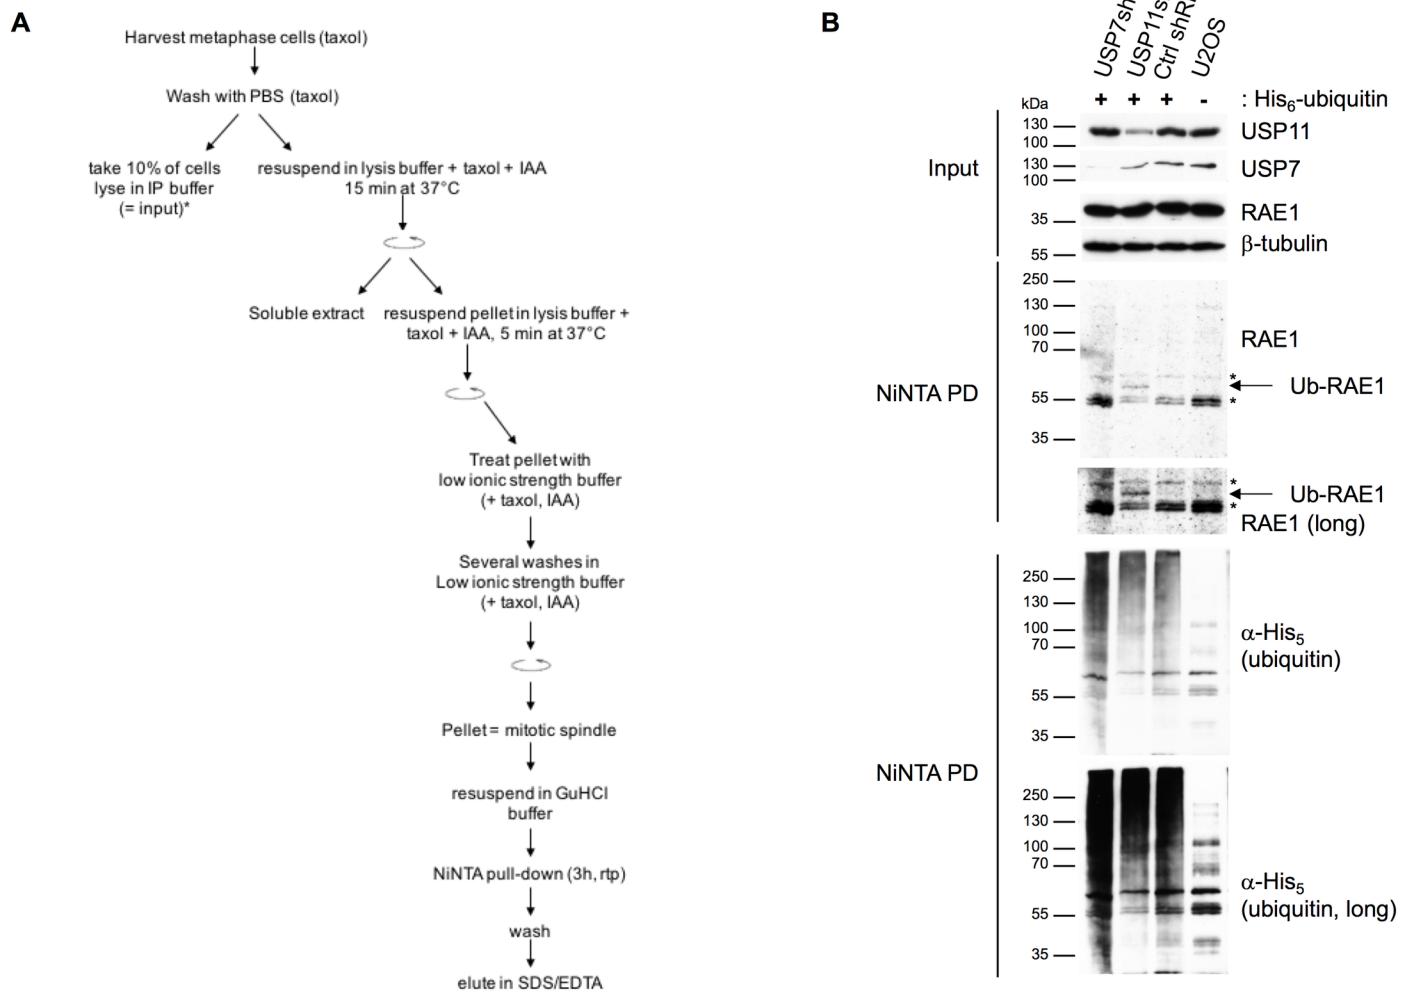 A
Harvest metaphase cells (taxol)
Wash with PBS (taxol)
take 10% of cells
lyse in IP buffer
(= input)*
resuspend in lysis buffer + taxol + IAA
15 min at 37°C
Soluble extract
resuspend pellet in lysis buffer +
taxol + IAA, 5 min at 37°C
Treat pellet with
low ionic strength buffer
(+ taxol, IAA)
Several washes in
Low ionic strength buffer
(+ taxol, IAA)
Pellet = mitotic spindle
resuspend in GuHCl
buffer
NiNTA pull-down (3h, rtp)
wash
elute in SDS/EDTA
B
USP7sh
USP11s
Ctrl shR
U2OS
kDa
+ + + - : His6-ubiquitin
Input
130
100
USP11
130
100
USP7
35
RAE1
55
β-tubulin
NiNTA PD
250
130
100
70
55
35
RAE1
*
Ub-RAE1
*
*
Ub-RAE1
*
RAE1 (long)
NiNTA PD
250
130
100
70
55
35
α-His5
(ubiquitin)
250
130
100
70
55
35
α-His5
(ubiquitin, long)